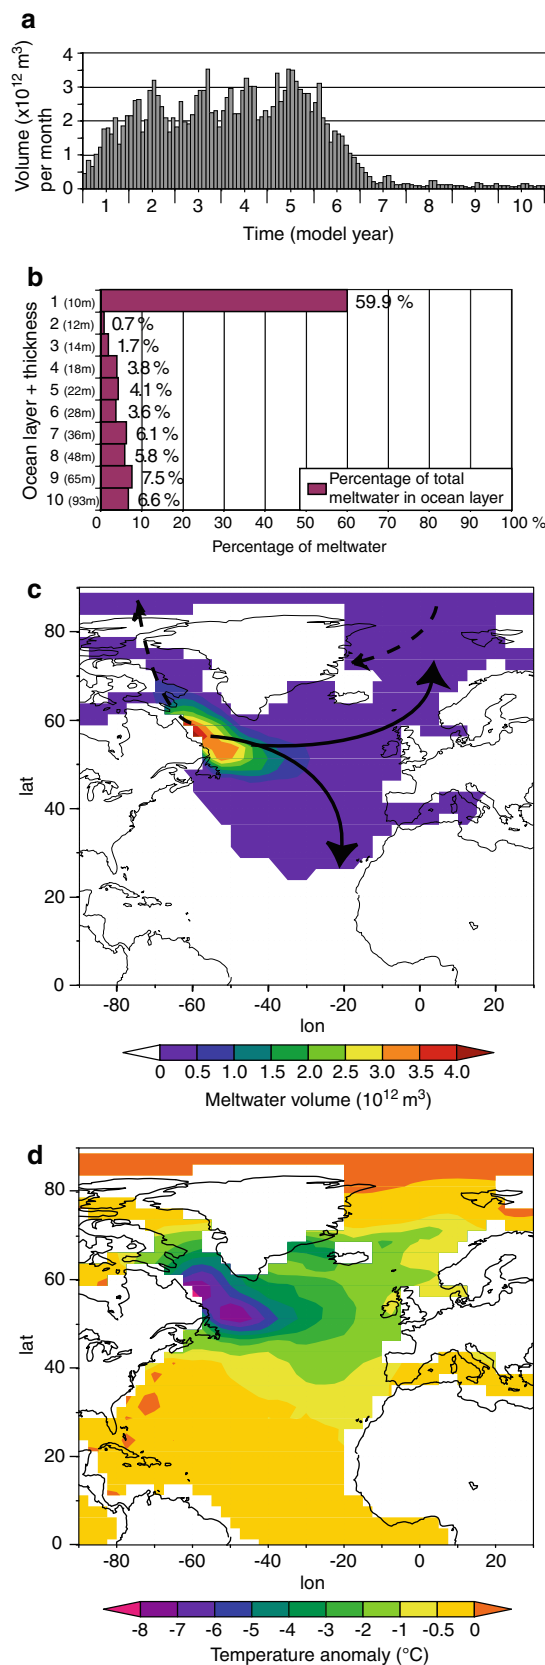 a
Volume (x10¹² m³)
per month
4
3
2
1
0
1 2 3 4 5 6 7 8 9 10
Time (model year)
b
Ocean layer + thickness
1 (10m) 59.9 %
2 (12m) 0.7 %
3 (14m) 1.7 %
4 (18m) 3.8 %
5 (22m) 4.1 %
6 (28m) 3.6 %
7 (36m) 6.1 %
8 (48m) 5.8 %
9 (65m) 7.5 %
10 (93m) 6.6 %
Percentage of total
meltwater in ocean layer
0 10 20 30 40 50 60 70 80 90 100 %
Percentage of meltwater
c
80
60
40
20
0
lat
-80 -60 -40 -20 0 20
lon
0 0.5 1.0 1.5 2.0 2.5 3.0 3.5 4.0
Meltwater volume (10¹² m³)
d
80
60
40
20
0
lat
-80 -60 -40 -20 0 20
lon
-8 -7 -6 -5 -4 -3 -2 -1 -0.5 0
Temperature anomaly (°C)